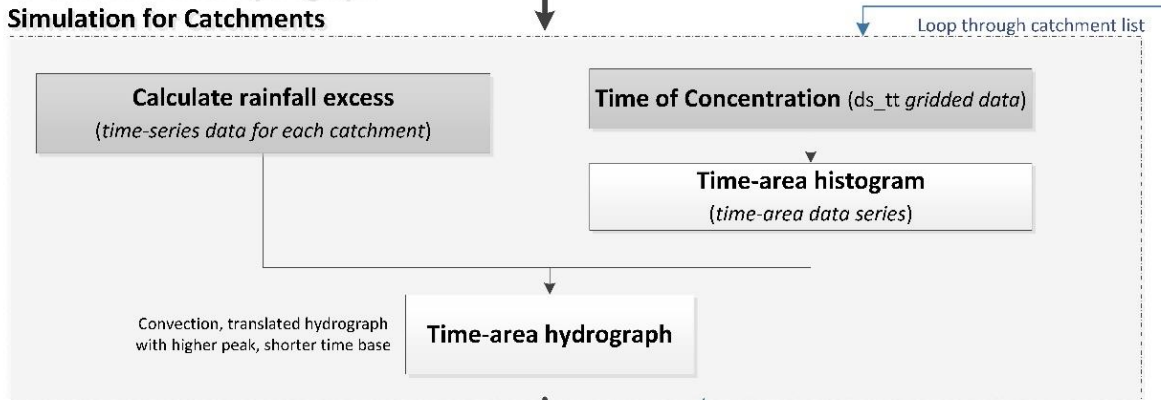 Simulation for Catchments
Loop through catchment list
Calculate rainfall excess
(time-series data for each catchment)
Time of Concentration (ds_tt gridded data)
Time-area histogram
(time-area data series)
Convection, translated hydrograph
with higher peak, shorter time base
Time-area hydrograph